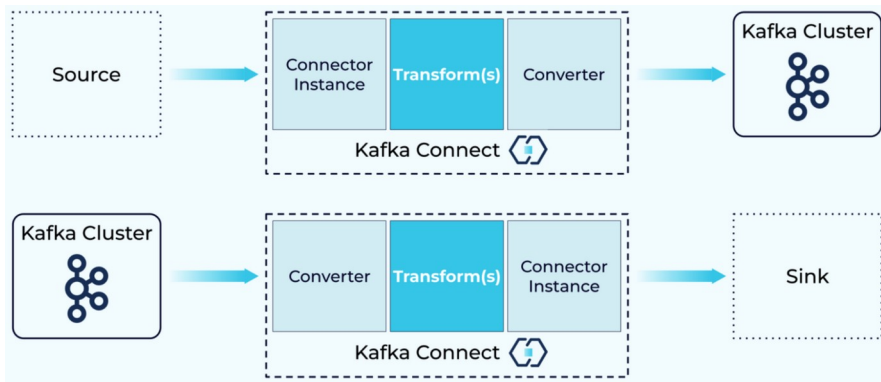 Source
Connector
Instance
Transform(s)
Converter
Kafka Connect
Kafka Cluster
Kafka Cluster
Converter
Transform(s)
Connector
Instance
Kafka Connect
Sink